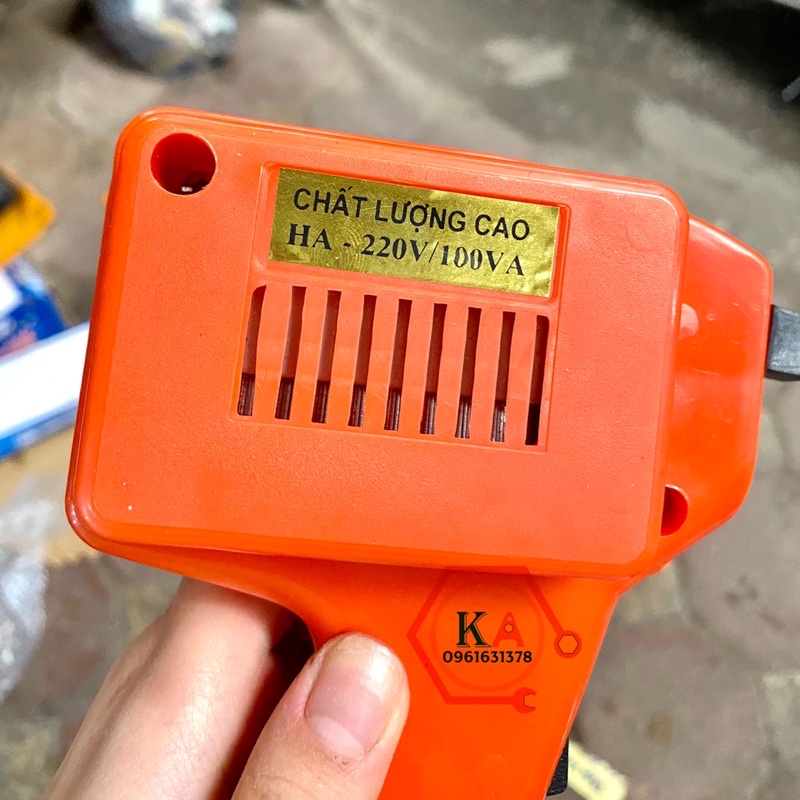 CHẤT LƯỢNG CAO
HA - 220V/100VA
KA
0961631378